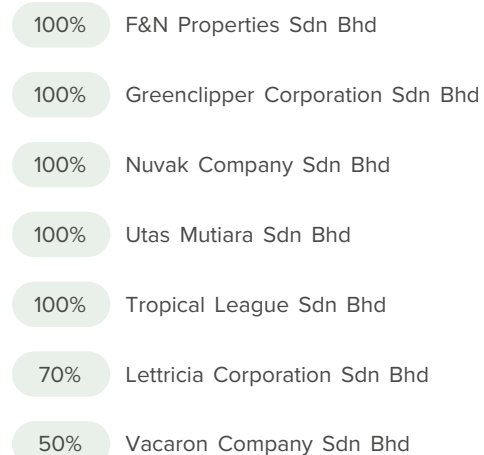 100% F&N Properties Sdn Bhd
100% Greenclipper Corporation Sdn Bhd
100% Nuvak Company Sdn Bhd
100% Utas Mutiara Sdn Bhd
100% Tropical League Sdn Bhd
70% Lettricia Corporation Sdn Bhd
50% Vacaron Company Sdn Bhd